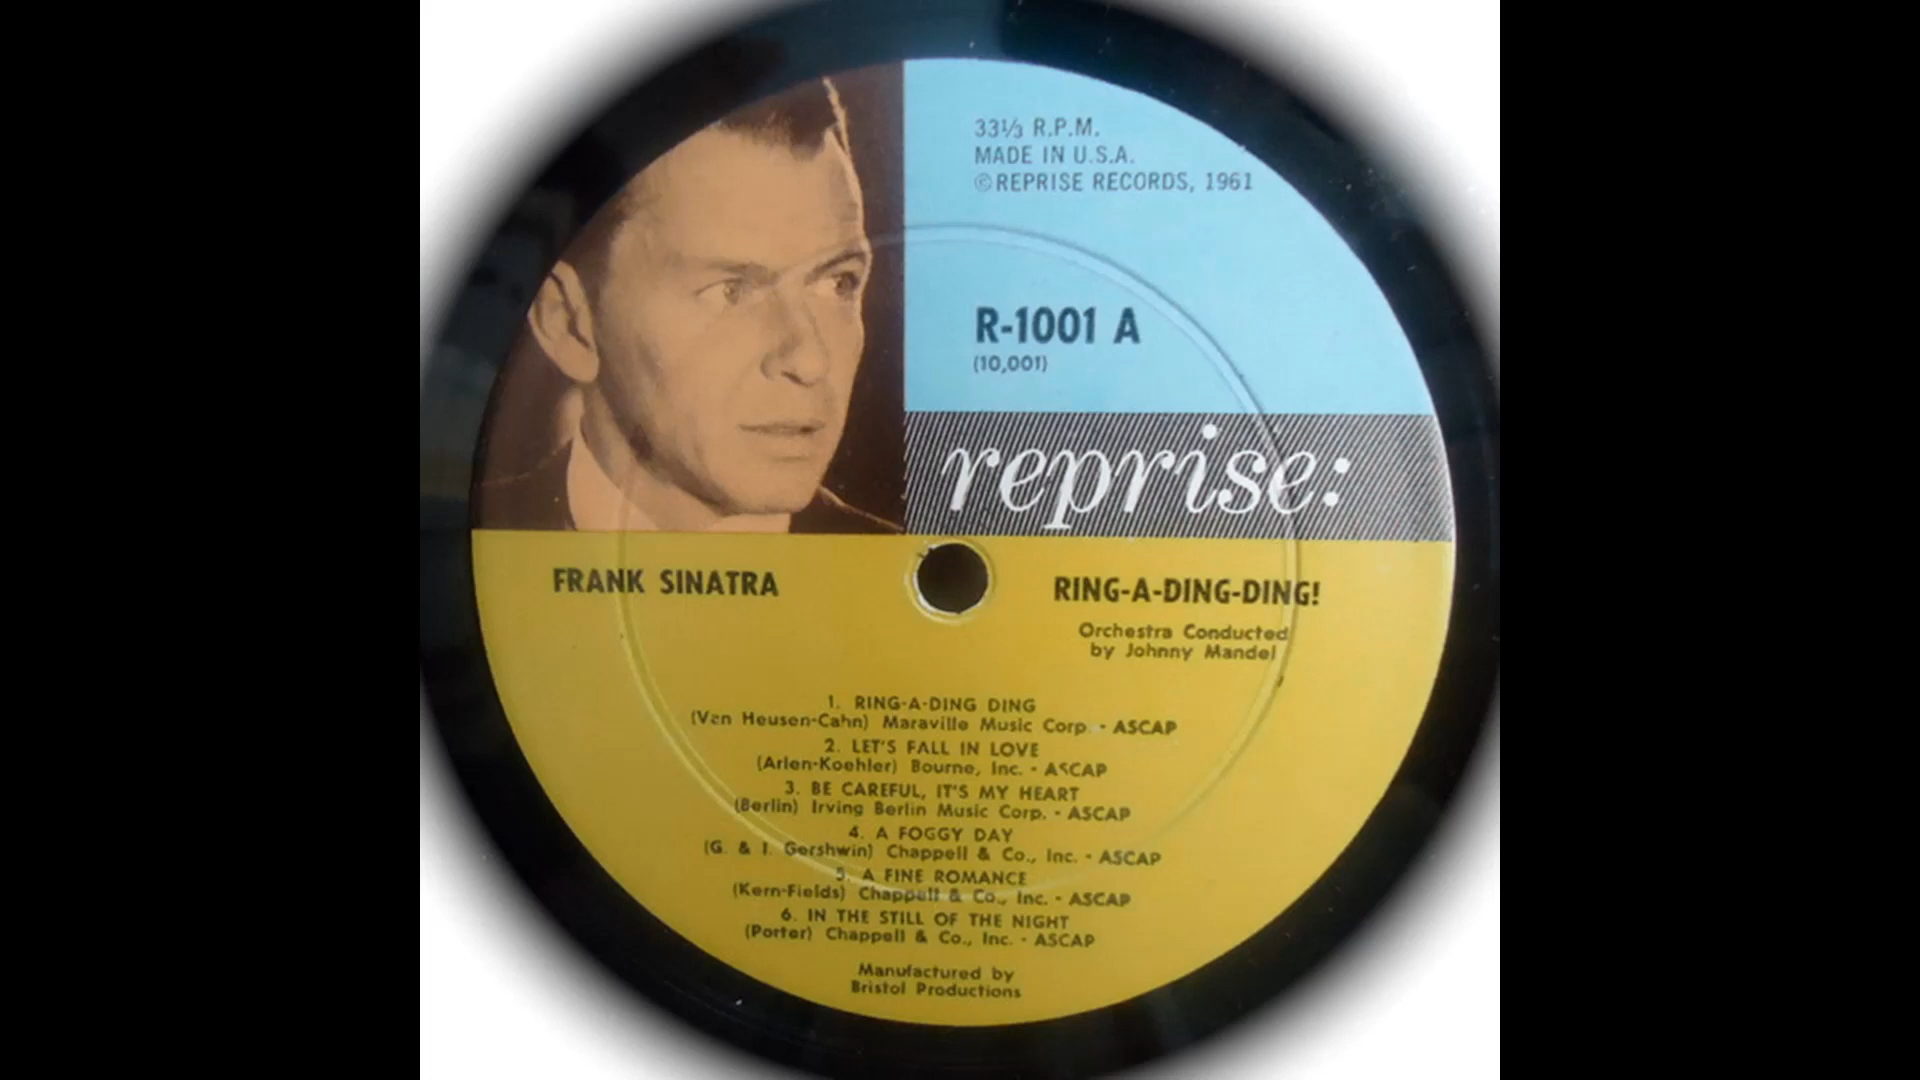 33⅓ R.P.M.
MADE IN U.S.A.
©REPRISE RECORDS, 1961
R-1001 A
(10,001)
reprise:
FRANK SINATRA
RING-A-DING-DING!
Orchestra Conducted
by Johnny Mandel
1. RING-A-DING DING
(Van Heusen-Cahn) Maraville Music Corp. - ASCAP
2. LET'S FALL IN LOVE
(Arlen-Koehler) Bourne, Inc. - ASCAP
3. BE CAREFUL, IT'S MY HEART
(Berlin) Irving Berlin Music Corp. - ASCAP
4. A FOGGY DAY
(G. & I. Gershwin) Chappell & Co., Inc. - ASCAP
5. A FINE ROMANCE
(Kern-Fields) Chappell & Co., Inc. - ASCAP
6. IN THE STILL OF THE NIGHT
(Porter) Chappell & Co., Inc. - ASCAP
Manufactured by
Bristol Productions